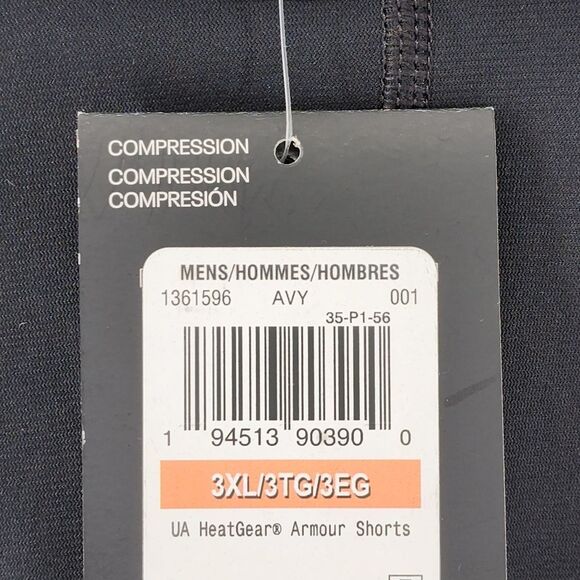 COMPRESSION
COMPRESSION
COMPRESIÓN
MENS/HOMMES/HOMBRES
1361596 AVY 001
35-P1-56
1 94513 90390 0
3XL/3TG/3EG
UA HeatGear® Armour Shorts